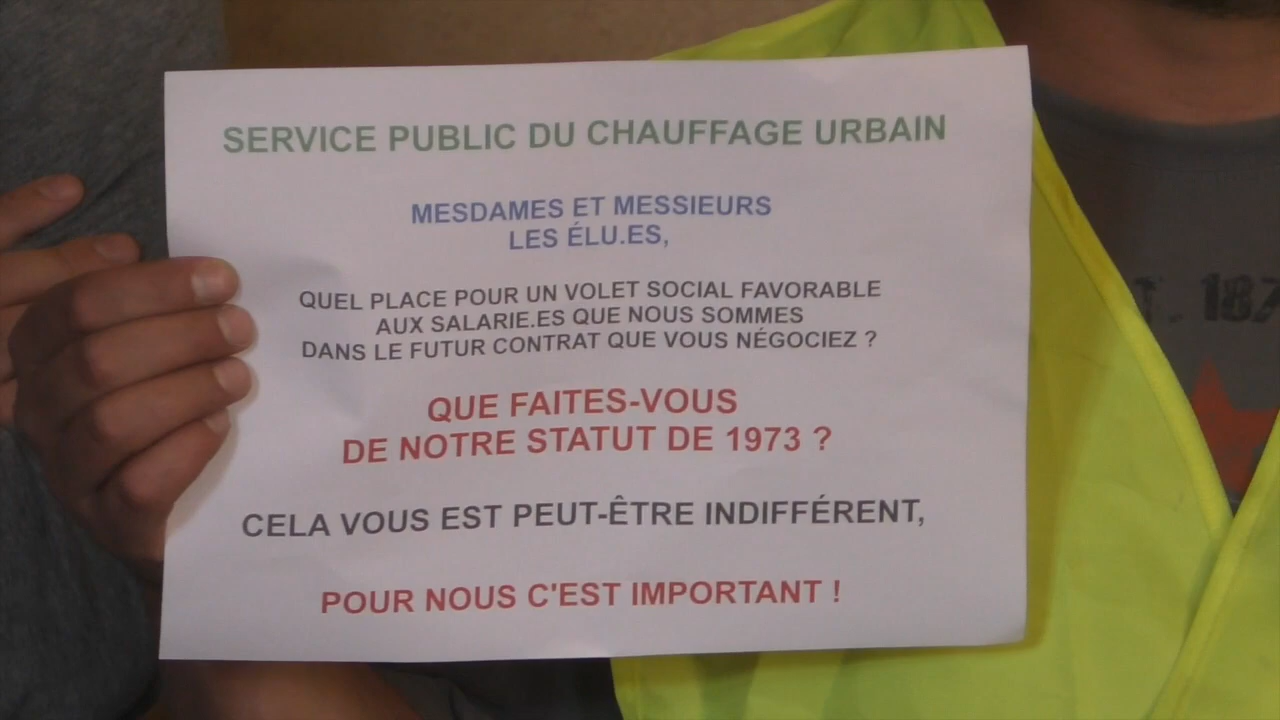 SERVICE PUBLIC DU CHAUFFAGE URBAIN
MESDAMES ET MESSIEURS
LES ÉLU.ES,
QUEL PLACE POUR UN VOLET SOCIAL FAVORABLE
AUX SALARIE.ES QUE NOUS SOMMES
DANS LE FUTUR CONTRAT QUE VOUS NÉGOCIEZ ?
QUE FAITES-VOUS
DE NOTRE STATUT DE 1973 ?
CELA VOUS EST PEUT-ÊTRE INDIFFÉRENT,
POUR NOUS C'EST IMPORTANT !